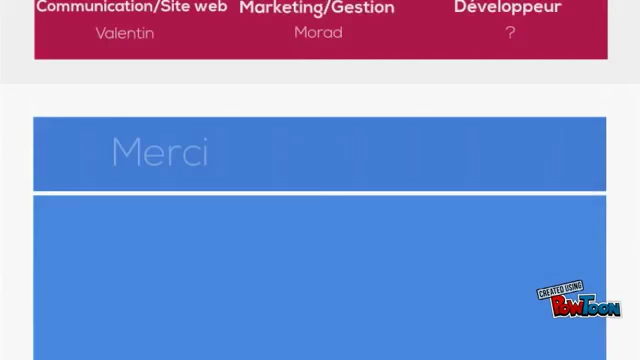 Communication/Site web Marketing/Gestion Développeur
Valentin Morad ?
Merci
CREATED USING
POWTOON